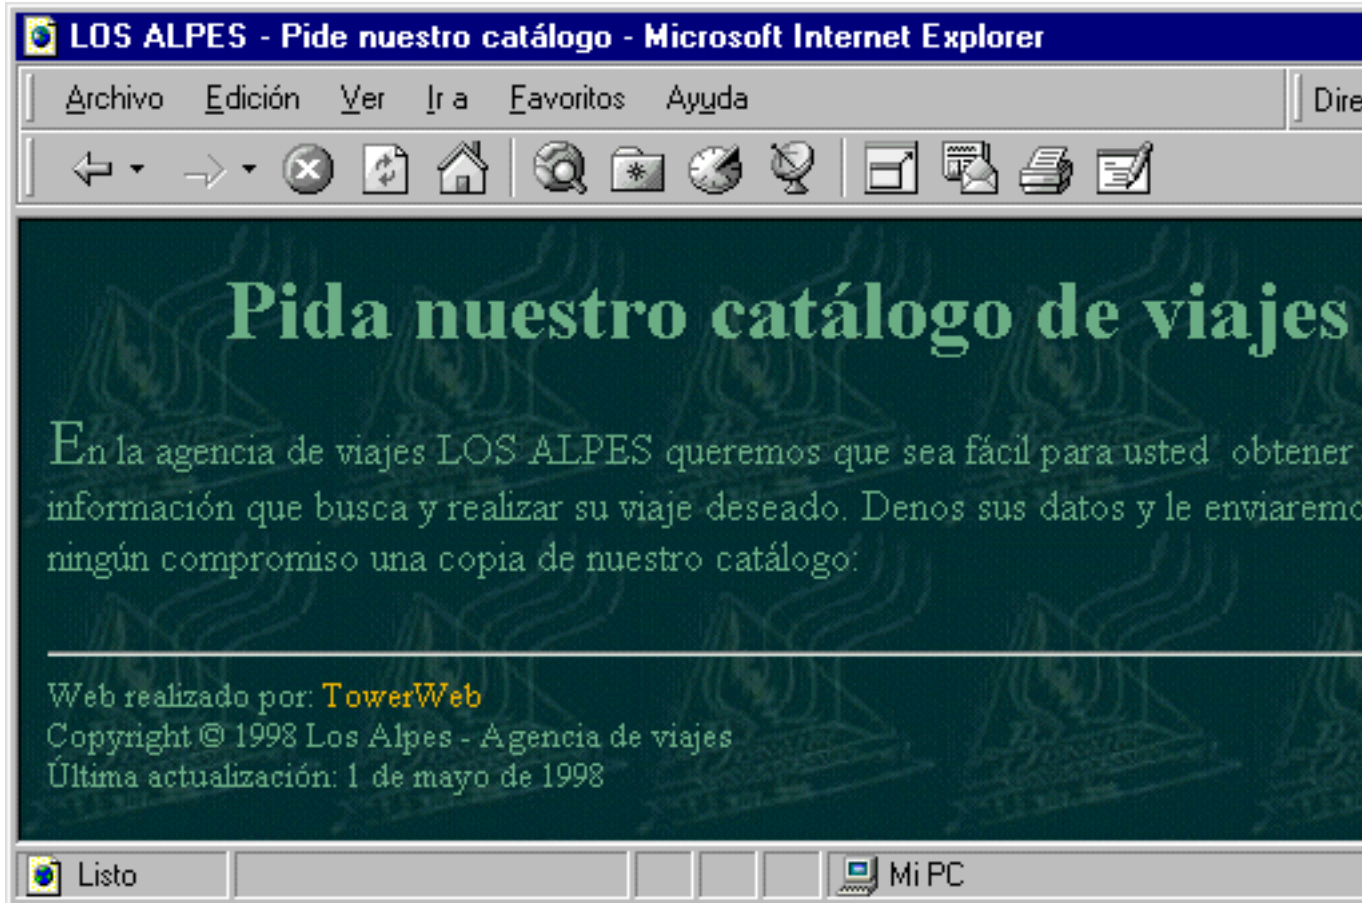 LOS ALPES - Pide nuestro catálogo - Microsoft Internet Explorer
Archivo Edición Ver Ir a Favoritos Ayuda Dire
Pida nuestro catálogo de viajes
En la agencia de viajes LOS ALPES queremos que sea fácil para usted obtener
información que busca y realizar su viaje deseado. Denos sus datos y le enviaremo
ningún compromiso una copia de nuestro catálogo:
Web realizado por: TowerWeb
Copyright © 1998 Los Alpes - Agencia de viajes
Última actualización: 1 de mayo de 1998
Listo Mi PC